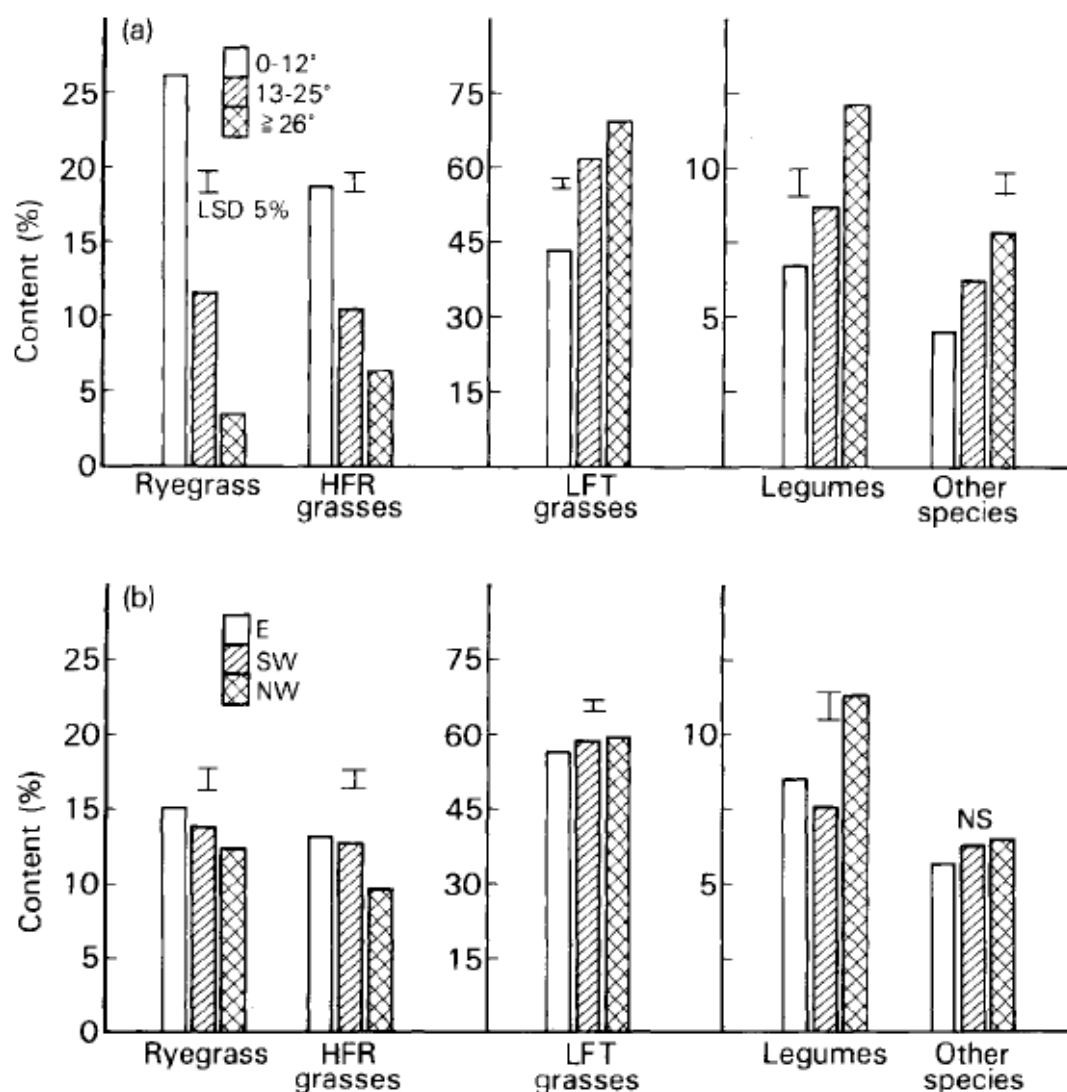 (a)
0-12°
13-25°
≧ 26°
LSD 5%
Content (%)
25
20
15
10
5
0
75
60
45
30
15
10
5
Ryegrass
HFR
grasses
LFT
grasses
Legumes
Other
species
(b)
E
SW
NW
NS
Content (%)
25
20
15
10
5
0
75
60
45
30
15
10
5
Ryegrass
HFR
grasses
LFT
grasses
Legumes
Other
species